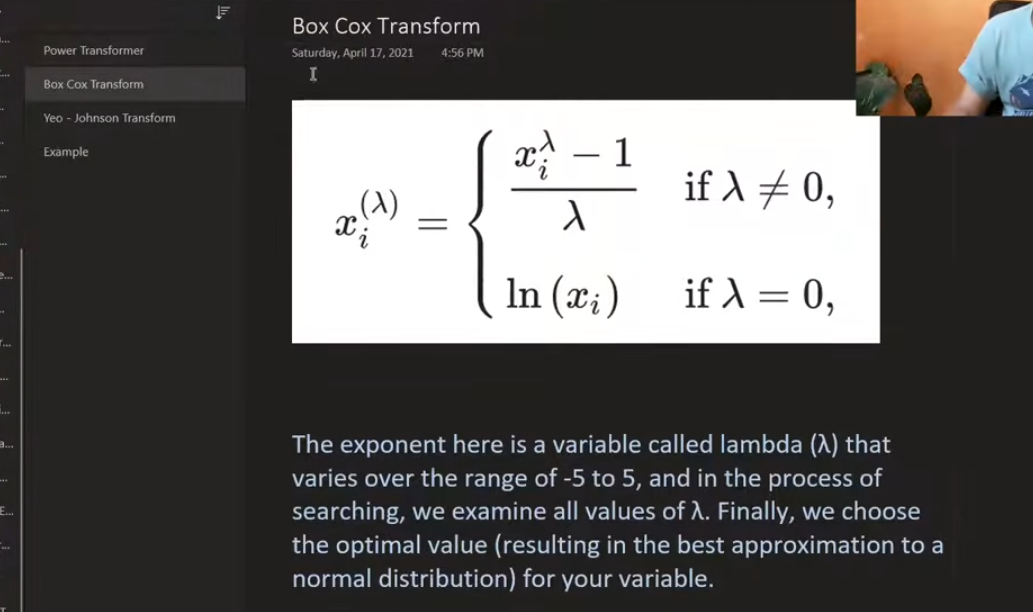 Box Cox Transform
Saturday, April 17, 2021 4:56 PM
Power Transformer
Box Cox Transform
Yeo - Johnson Transform
Example
x_i^(λ) = { (x_i^λ − 1) / λ if λ ≠ 0,
ln (x_i) if λ = 0,
The exponent here is a variable called lambda (λ) that
varies over the range of -5 to 5, and in the process of
searching, we examine all values of λ. Finally, we choose
the optimal value (resulting in the best approximation to a
normal distribution) for your variable.